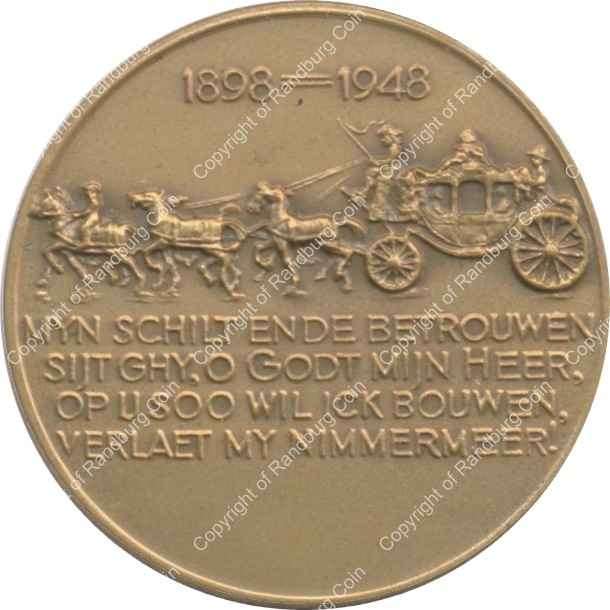 1898 — 1948
MYN SCHILT ENDE BETROUWEN
SIJT GHY, O GODT MIJN HEER,
OP U SOO WIL ICK BOUWEN,
VERLAET MY NIMMERMEER!
Copyright of Randburg Coin